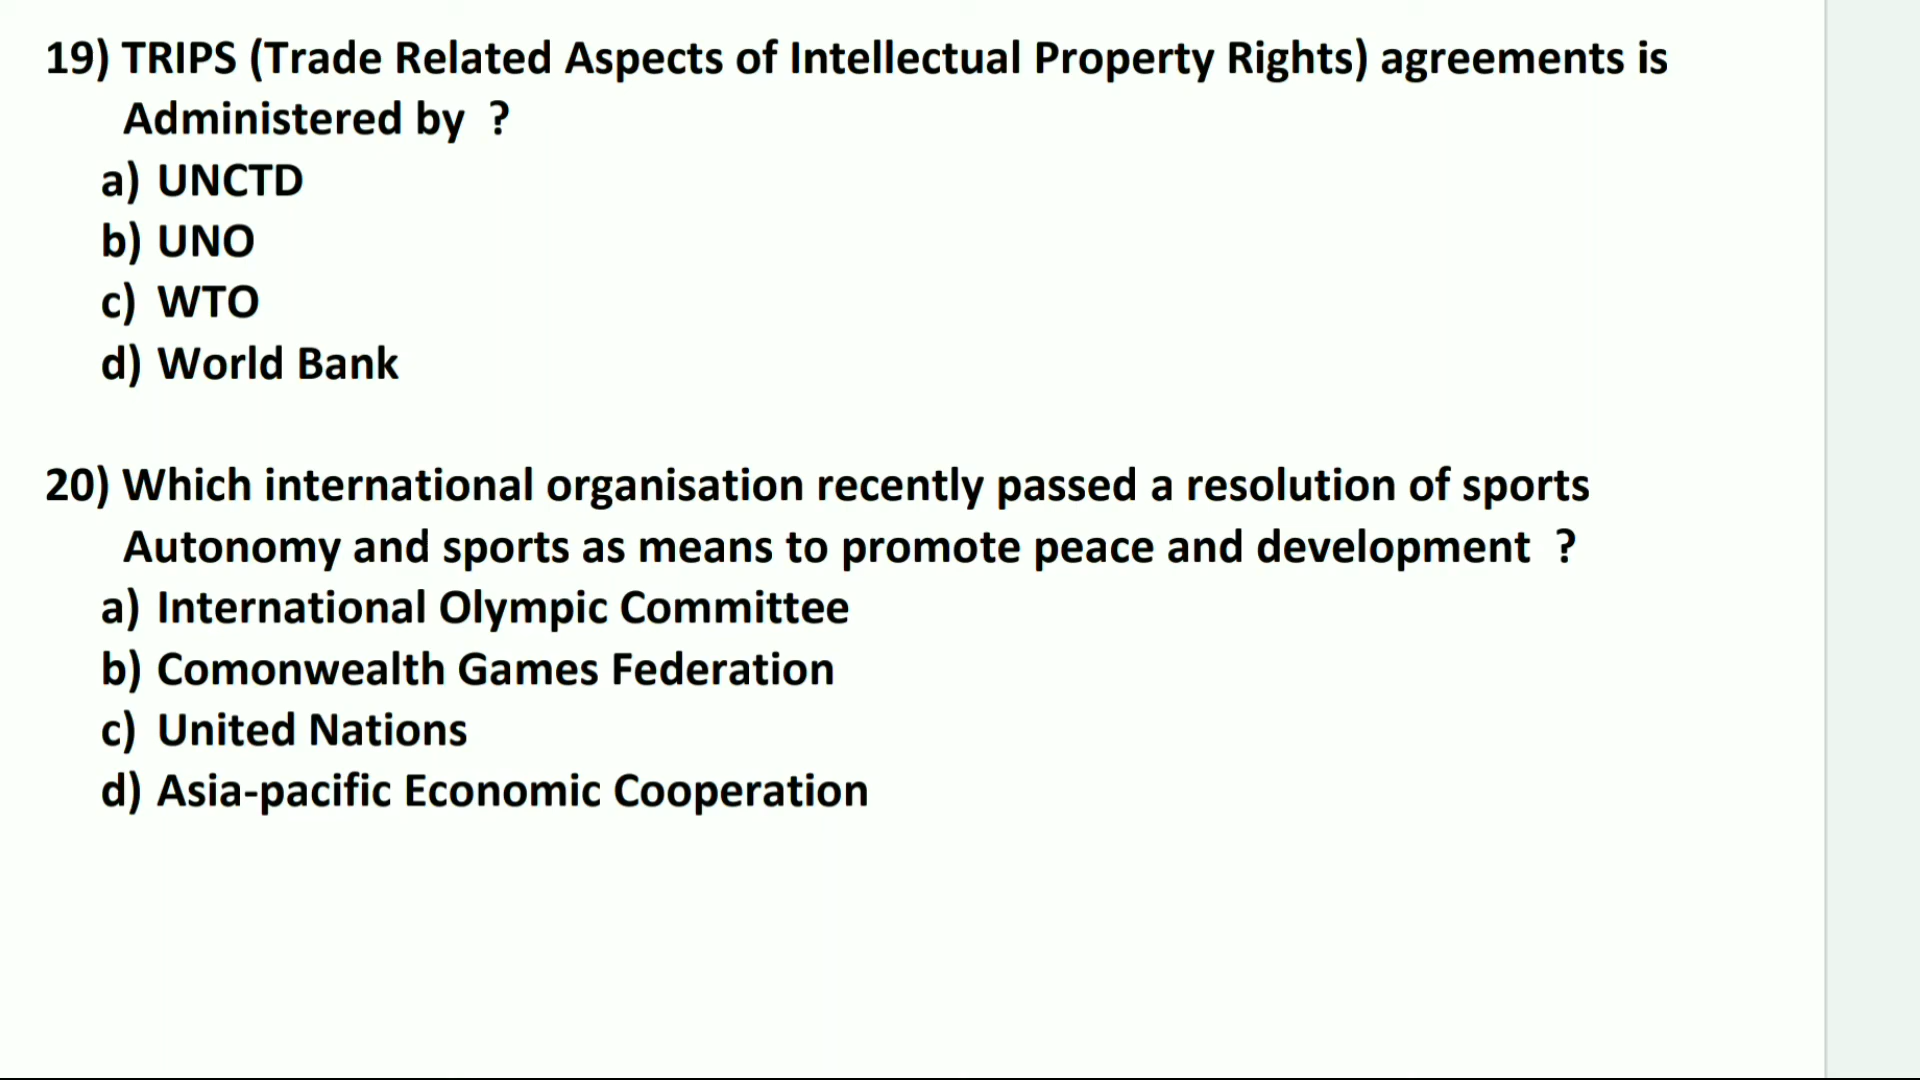 19) TRIPS (Trade Related Aspects of Intellectual Property Rights) agreements is
Administered by ?
a) UNCTD
b) UNO
c) WTO
d) World Bank
20) Which international organisation recently passed a resolution of sports
Autonomy and sports as means to promote peace and development ?
a) International Olympic Committee
b) Comonwealth Games Federation
c) United Nations
d) Asia-pacific Economic Cooperation